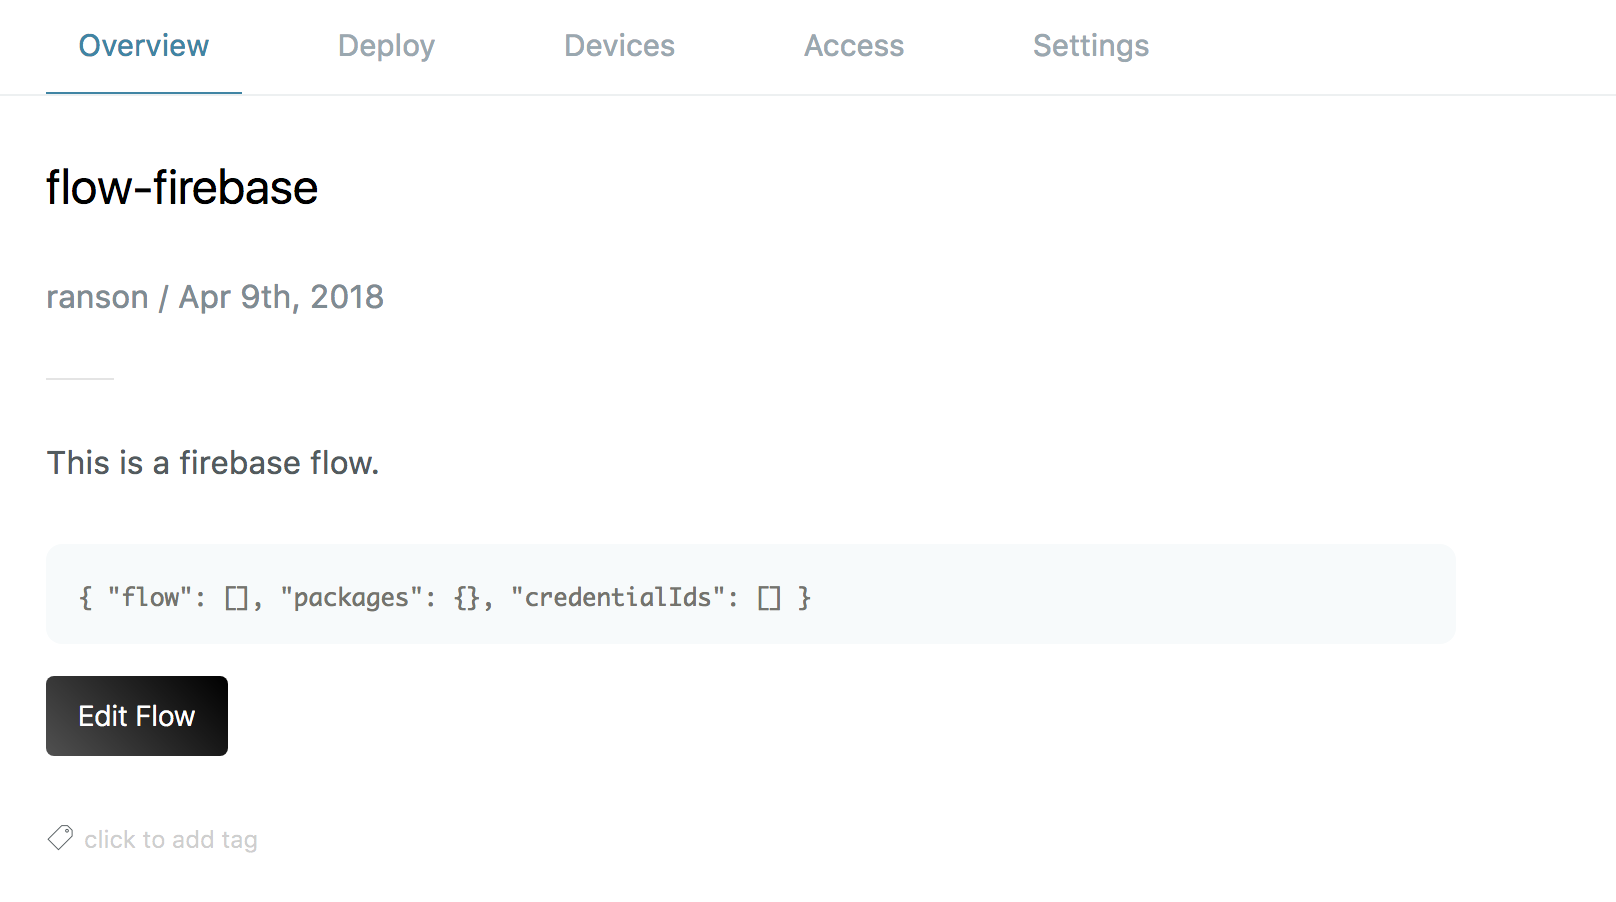 Overview Deploy Devices Access Settings
flow-firebase
ranson / Apr 9th, 2018
This is a firebase flow.
{ "flow": [], "packages": {}, "credentialIds": [] }
Edit Flow
click to add tag